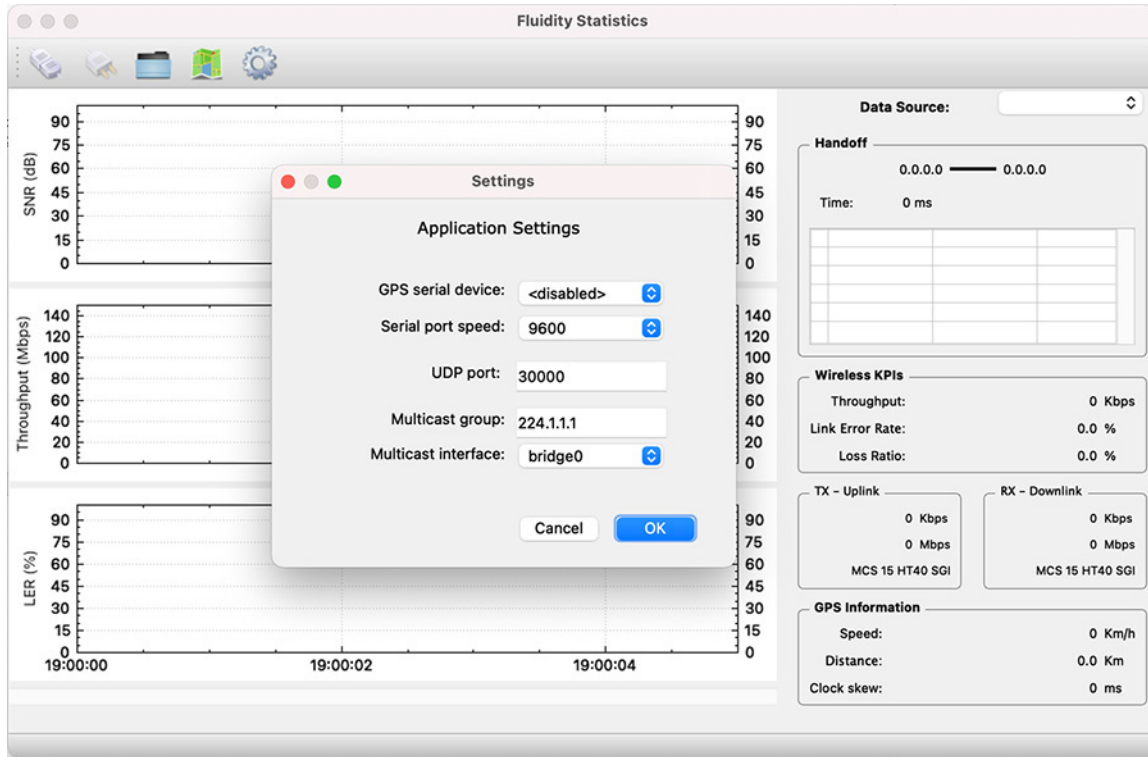 Fluidity Statistics
SNR (dB)
90
75
60
45
30
15
0
90
75
60
45
30
15
0
Throughput (Mbps)
140
120
100
80
60
40
20
0
140
120
100
80
60
40
20
0
LER (%)
90
75
60
45
30
15
0
90
75
60
45
30
15
0
19:00:00 19:00:02 19:00:04
Settings
Application Settings
GPS serial device: <disabled>
Serial port speed: 9600
UDP port: 30000
Multicast group: 224.1.1.1
Multicast interface: bridge0
Cancel OK
Data Source:
Handoff
0.0.0.0 0.0.0.0
Time: 0 ms
Wireless KPIs
Throughput: 0 Kbps
Link Error Rate: 0.0 %
Loss Ratio: 0.0 %
TX - Uplink
0 Kbps
0 Mbps
MCS 15 HT40 SGI
RX - Downlink
0 Kbps
0 Mbps
MCS 15 HT40 SGI
GPS Information
Speed: 0 Km/h
Distance: 0.0 Km
Clock skew: 0 ms